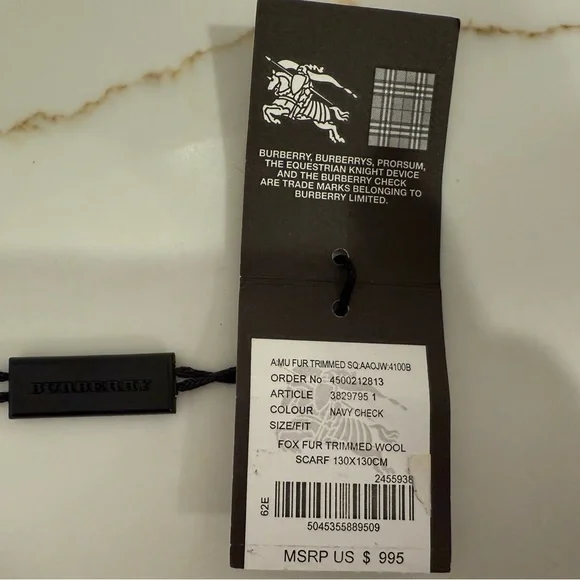 BURBERRY, BURBERRYS, PRORSUM,
THE EQUESTRIAN KNIGHT DEVICE
AND THE BURBERRY CHECK
ARE TRADE MARKS BELONGING TO
BURBERRY LIMITED.
A:MU FUR TRIMMED SQ:AAOJW:4100B
ORDER No 4500212813
ARTICLE 3829795 1
COLOUR NAVY CHECK
SIZE/FIT
FOX FUR TRIMMED WOOL
SCARF 130X130CM
2455938
62E
5045355889509
MSRP US $ 995
BURBERRY